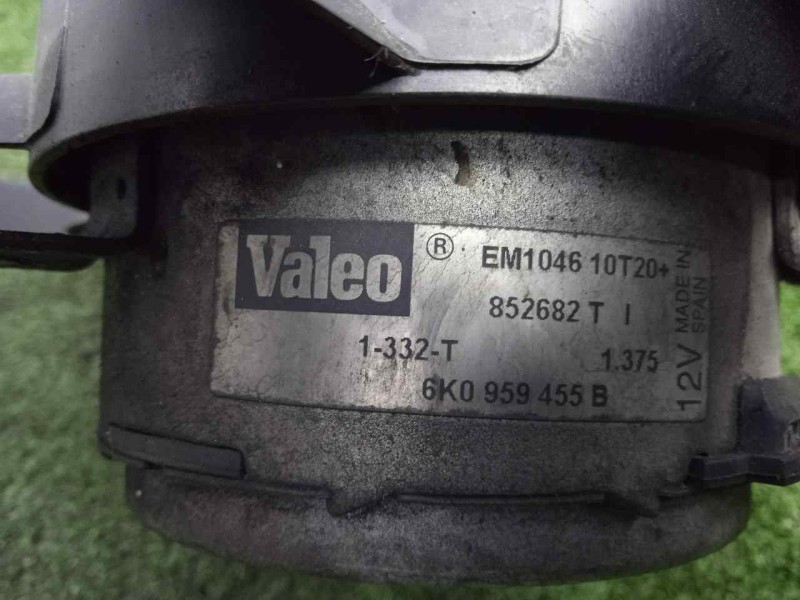 Valeo ® EM1046 10T20+
852682 T I
1-332-T 1.375
6K0 959 455 B
12V MADE IN SPAIN